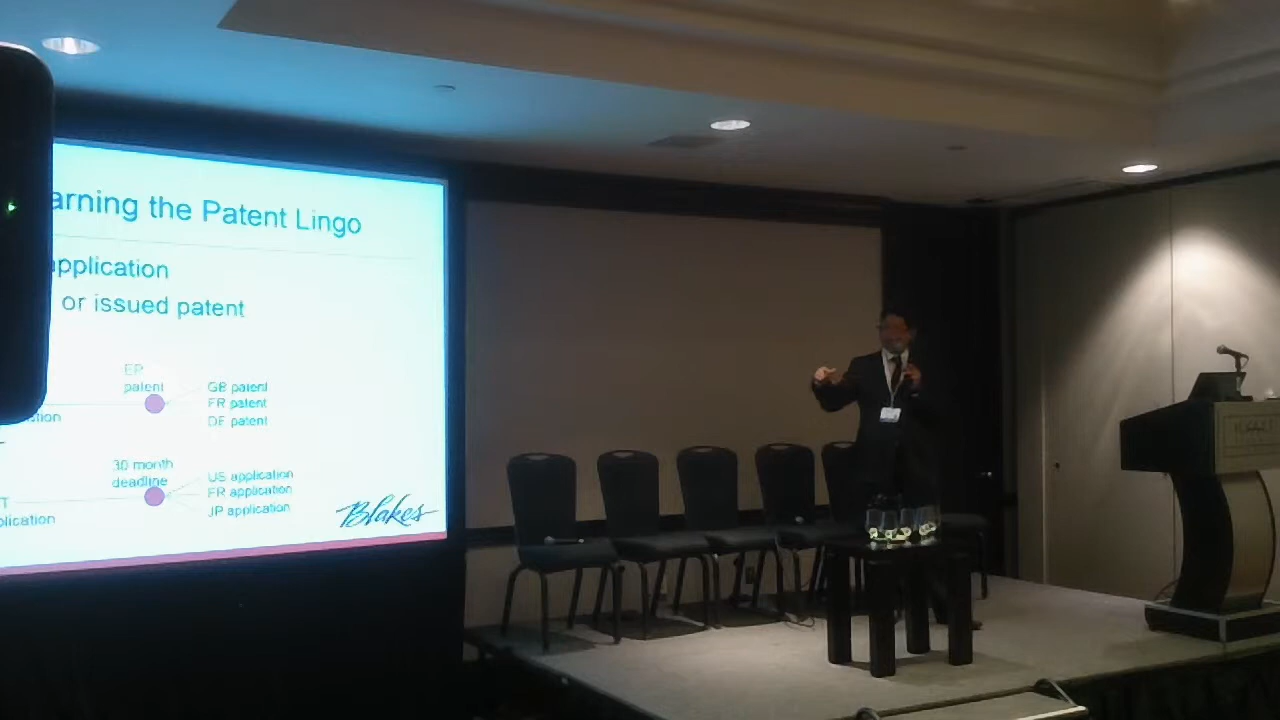 arning the Patent Lingo
application
or issued patent
EP
patent
GB patent
FR patent
DE patent
30 month
deadline
US application
FR application
JP application
Blakes